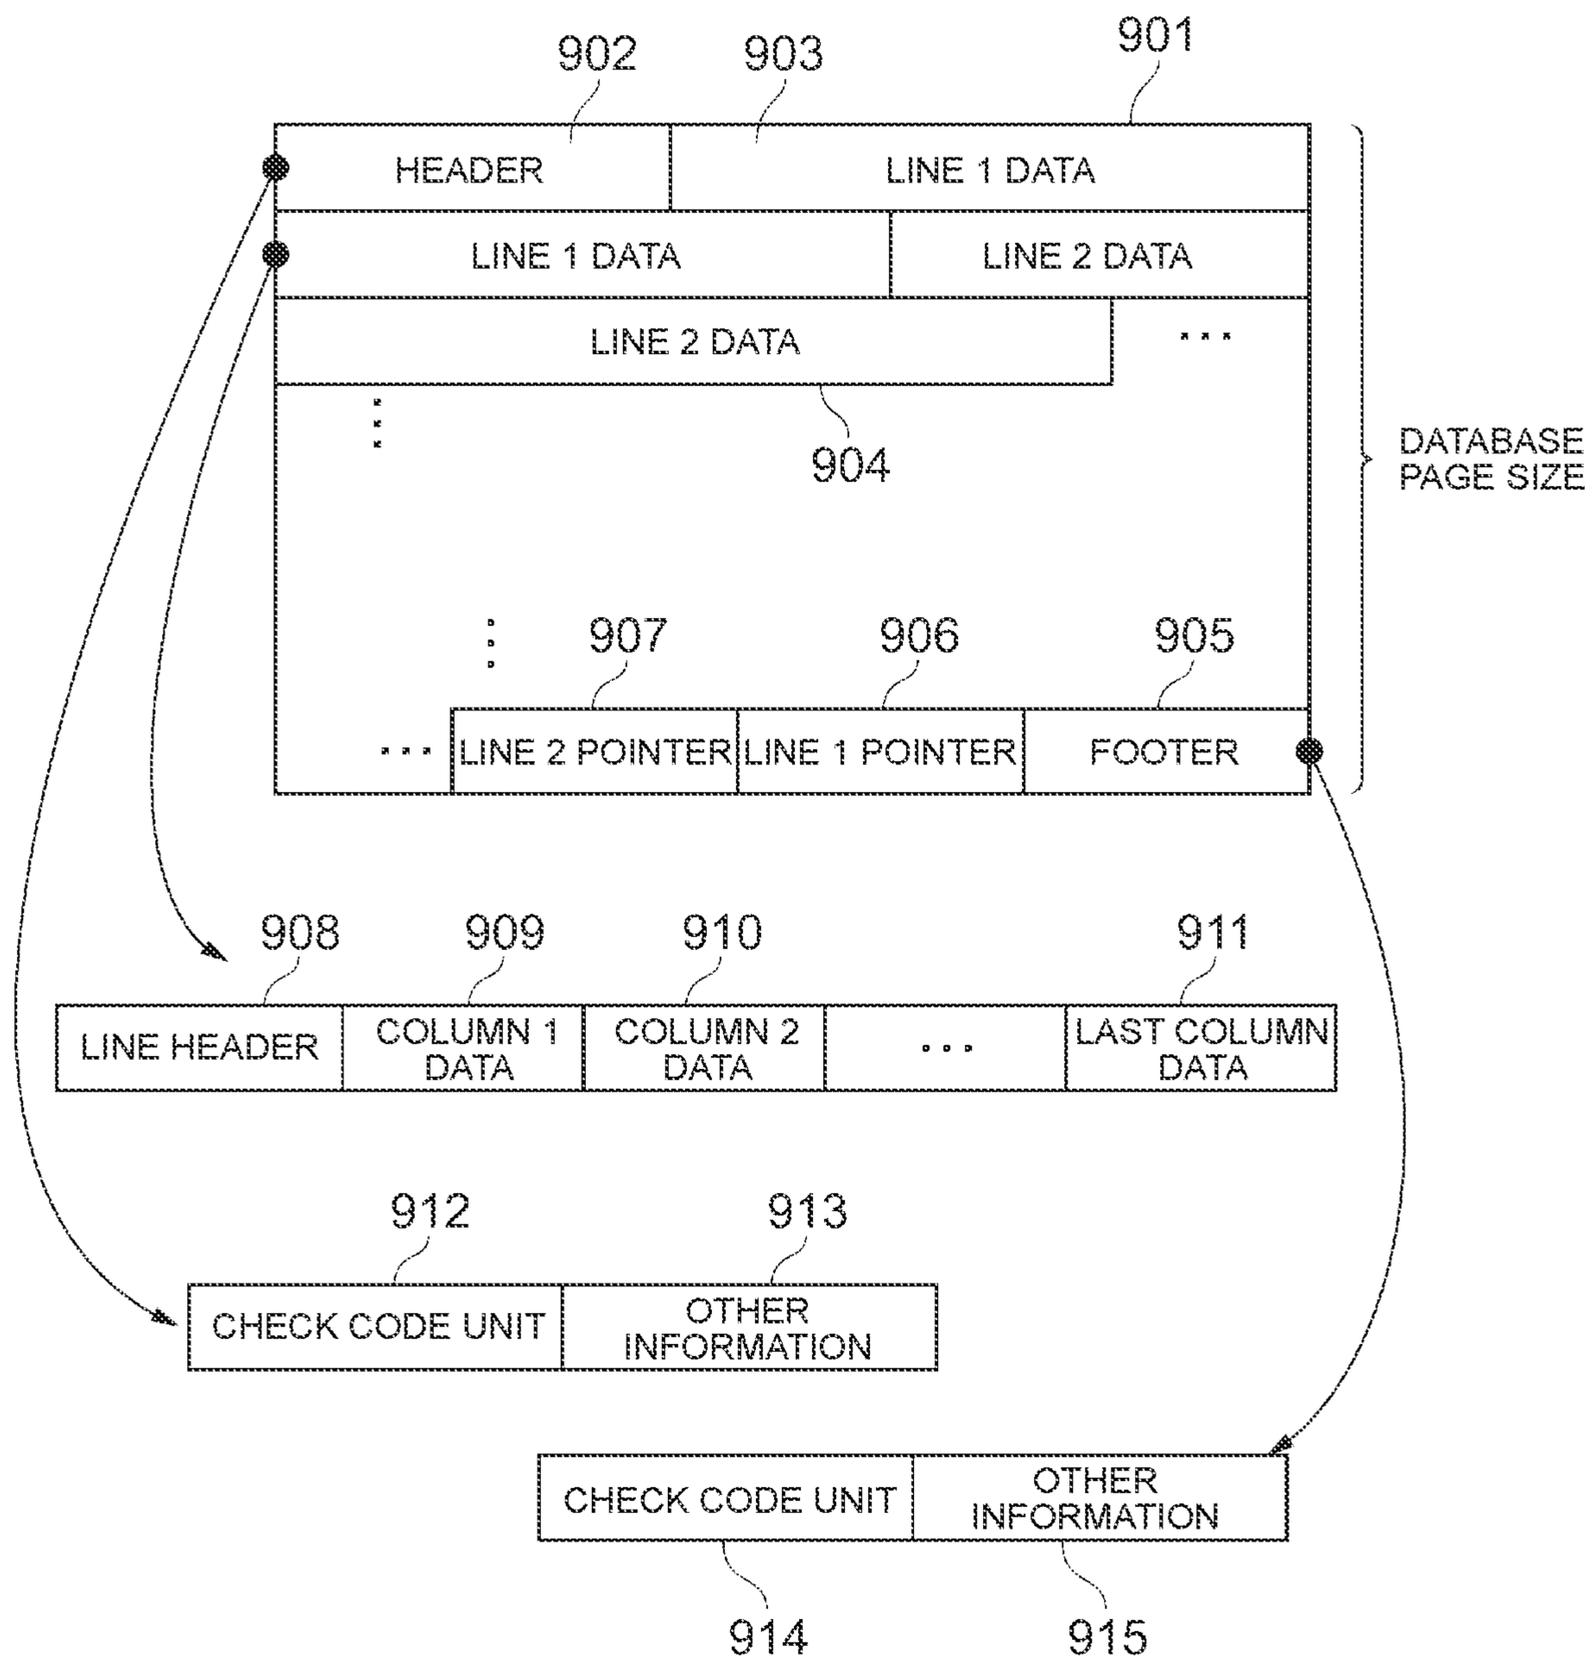 902 903 901
HEADER LINE 1 DATA
LINE 1 DATA LINE 2 DATA
LINE 2 DATA ...
904
DATABASE
PAGE SIZE
907 906 905
... LINE 2 POINTER LINE 1 POINTER FOOTER
908 909 910 911
LINE HEADER
COLUMN 1
DATA
COLUMN 2
DATA
...
LAST COLUMN
DATA
912 913
CHECK CODE UNIT
OTHER
INFORMATION
CHECK CODE UNIT
OTHER
INFORMATION
914 915